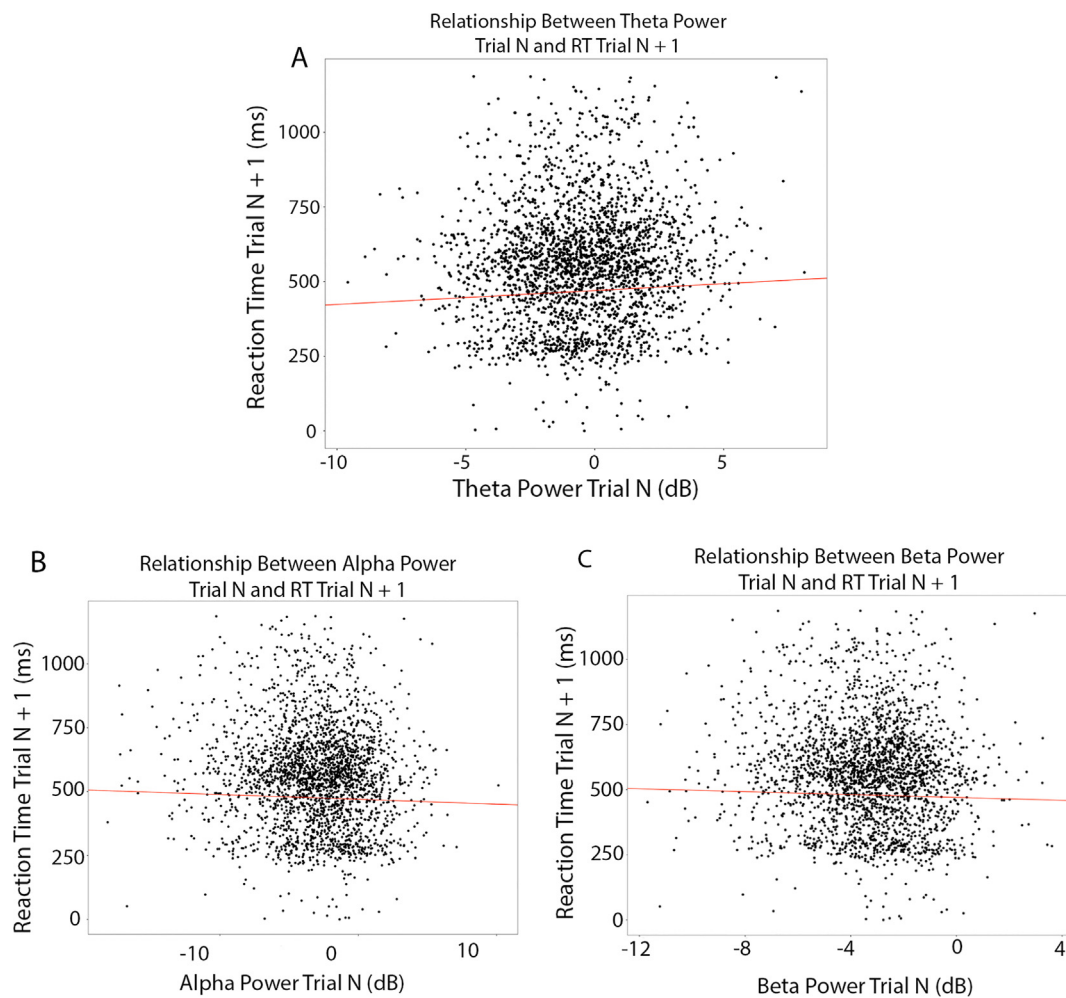 Relationship Between Theta Power
Trial N and RT Trial N + 1
A
Reaction Time Trial N + 1 (ms)
1000
750
500
250
0
-10
-5
0
5
Theta Power Trial N (dB)
B
Relationship Between Alpha Power
Trial N and RT Trial N + 1
Reaction Time Trial N + 1 (ms)
1000
750
500
250
0
-10
0
10
Alpha Power Trial N (dB)
C
Relationship Between Beta Power
Trial N and RT Trial N + 1
Reaction Time Trial N + 1 (ms)
1000
750
500
250
0
-12
-8
-4
0
4
Beta Power Trial N (dB)